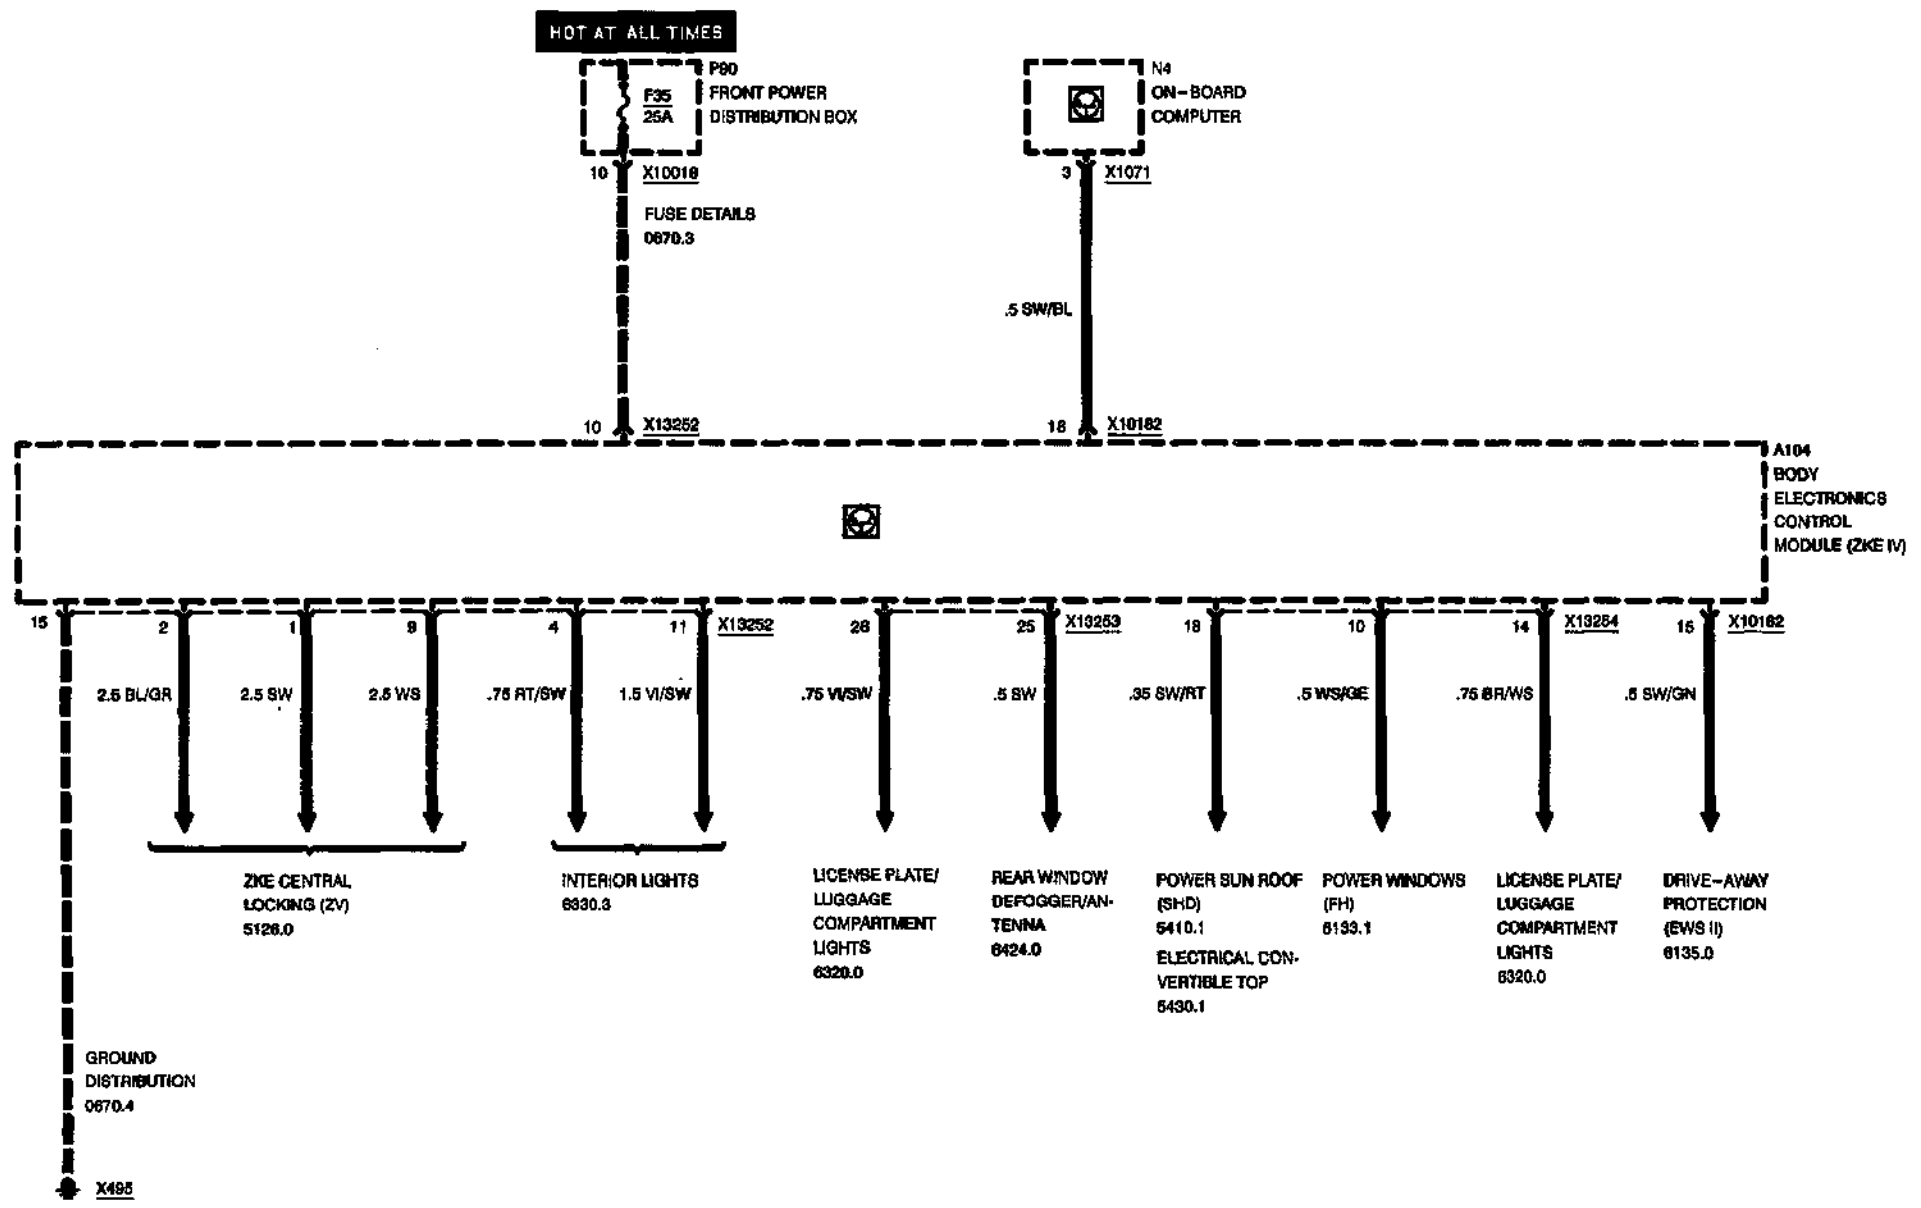 HOT AT ALL TIMES
P90
FRONT POWER
DISTRIBUTION BOX
F35
25A
10 X10018
FUSE DETAILS
0670.3
N4
ON-BOARD
COMPUTER
3 X1071
.5 SW/BL
10 X13252
18 X10182
A104
BODY
ELECTRONICS
CONTROL
MODULE (ZKE IV)
15 2 1 9 4 11 X13252 26 25 X13253 18 10 14 X13254 15 X10182
2.5 BL/GR 2.5 SW 2.5 WS .75 RT/SW 1.5 VI/SW .75 VI/SW .5 SW .35 SW/RT .5 WS/GE .75 BR/WS .5 SW/GN
ZKE CENTRAL
LOCKING (ZV)
5126.0
INTERIOR LIGHTS
6330.3
LICENSE PLATE/
LUGGAGE
COMPARTMENT
LIGHTS
6320.0
REAR WINDOW
DEFOGGER/AN-
TENNA
6424.0
POWER SUN ROOF
(SHD)
5410.1
ELECTRICAL CON-
VERTIBLE TOP
5430.1
POWER WINDOWS
(FH)
5133.1
LICENSE PLATE/
LUGGAGE
COMPARTMENT
LIGHTS
6320.0
DRIVE-AWAY
PROTECTION
(EWS II)
6135.0
GROUND
DISTRIBUTION
0670.4
X495